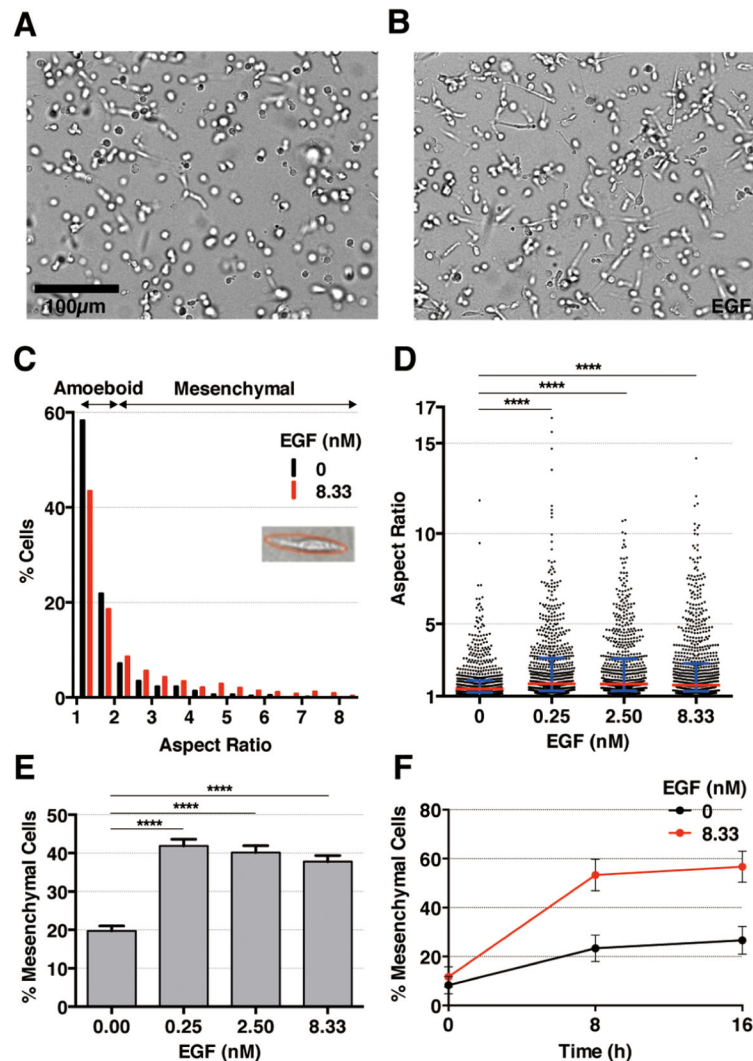 A
B
100µm
EGF
C
Amoeboid Mesenchymal
60
40
20
0
% Cells
EGF (nM)
0
8.33
1 2 3 4 5 6 7 8
Aspect Ratio
D
****
****
****
17
15
10
5
1
Aspect Ratio
0 0.25 2.50 8.33
EGF (nM)
E
****
****
****
50
40
30
20
10
0
% Mesenchymal Cells
0.00 0.25 2.50 8.33
EGF (nM)
F
EGF (nM)
0
8.33
80
60
40
20
0
% Mesenchymal Cells
0 8 16
Time (h)